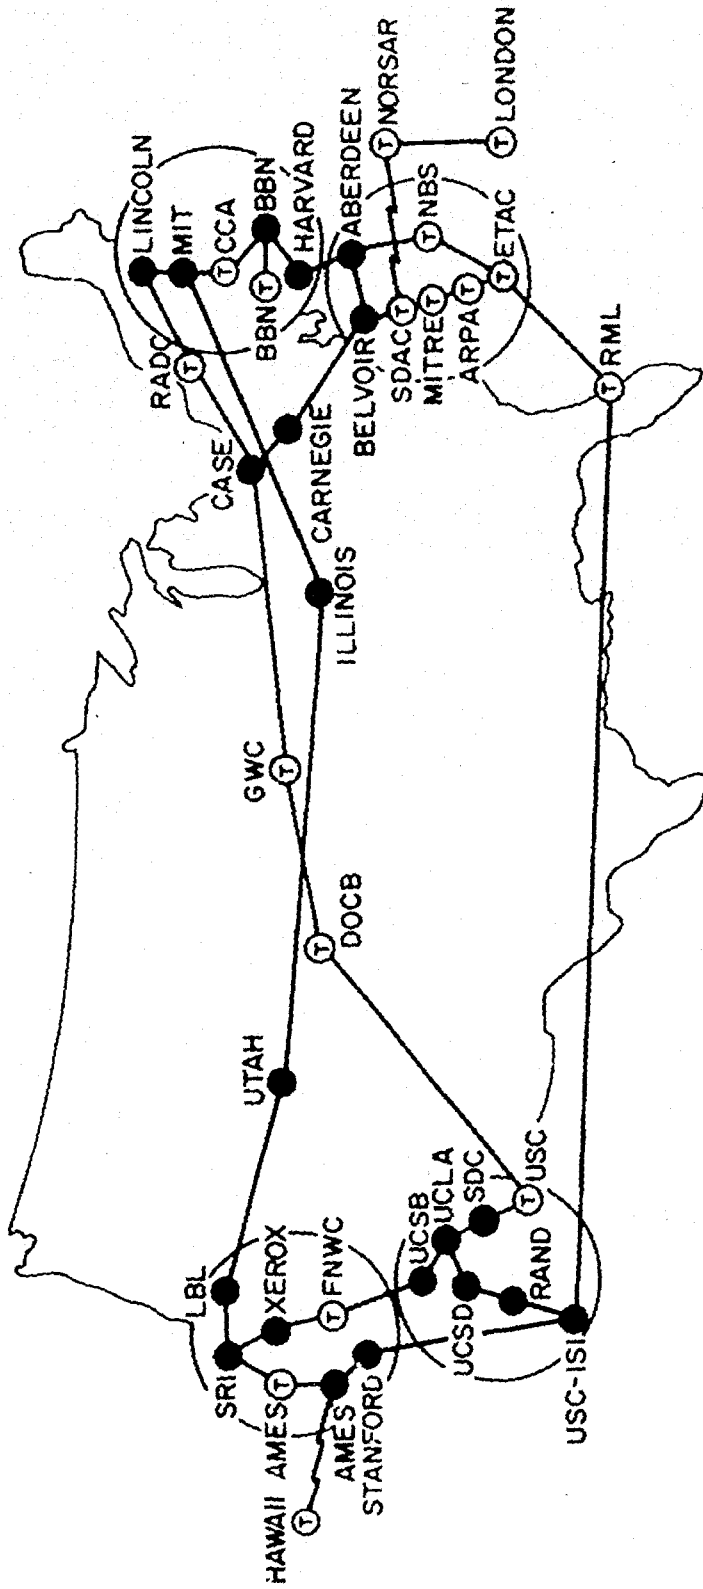 HAWAII
AMES
T
T
SRI
LBL
XEROX
FNWC
T
AMES
STANFORD
UTAH
UCSB
UCLA
SDC
USC
T
UCSD
RAND
USC-ISI
DOCB
T
GWC
T
ILLINOIS
CASE
CARNEGIE
RADC
T
LINCOLN
MIT
CCA
T
BBN
BBN
T
HARVARD
ABERDEEN
BELVOIR
SDAC
T
MITRE
T
ARPA
T
NBS
T
ETAC
T
NORSAR
T
LONDON
T
RML
T